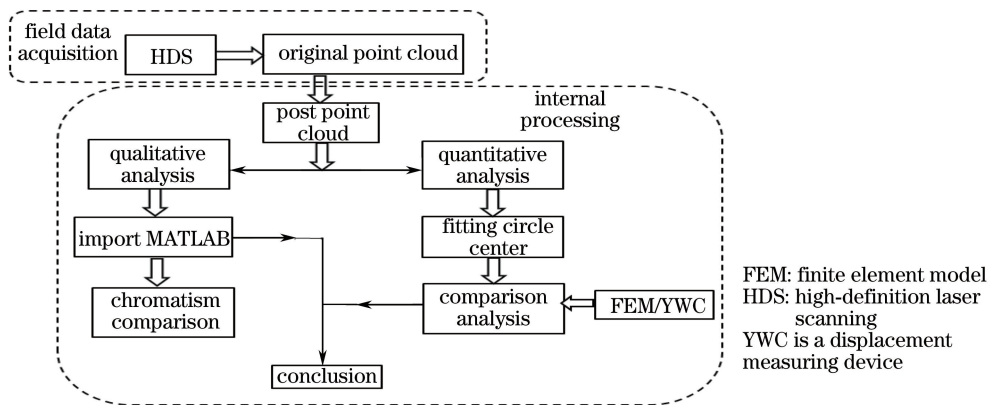 field data
acquisition
HDS
original point cloud
internal
processing
post point
cloud
qualitative
analysis
quantitative
analysis
import MATLAB
fitting circle
center
chromatism
comparison
comparison
analysis
FEM/YWC
conclusion
FEM: finite element model
HDS: high-definition laser
scanning
YWC is a displacement
measuring device